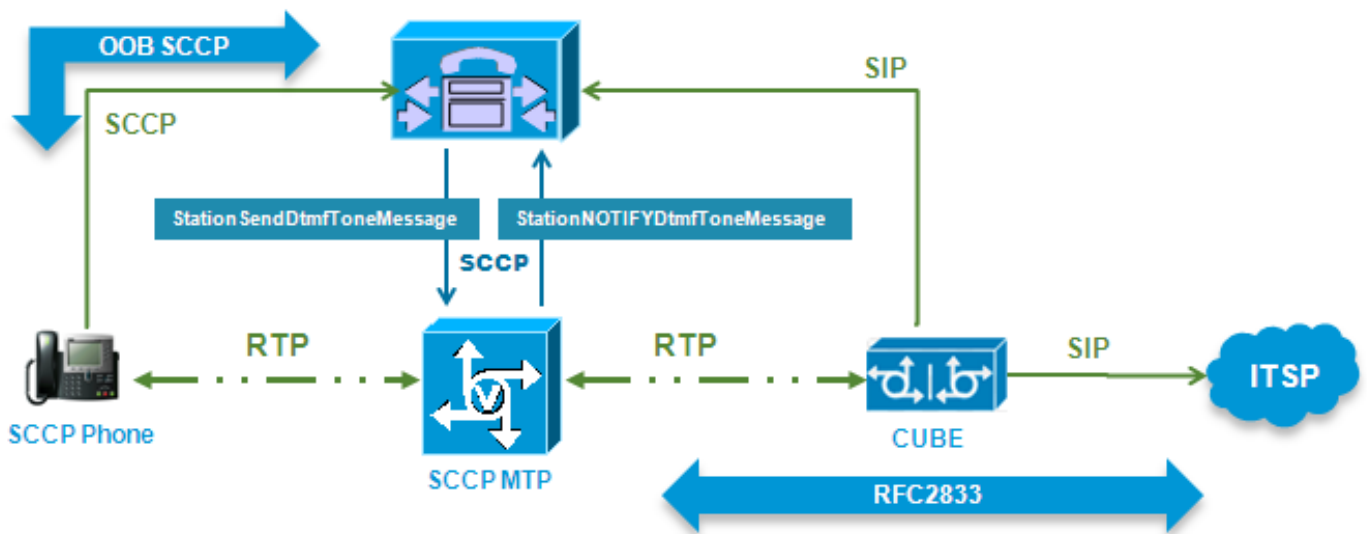 OOB SCCP
SIP
SCCP
StationSendDtmfToneMessage
StationNOTIFYDtmfToneMessage
SCCP
RTP
RTP
SIP
ITSP
V
SCCP Phone
CUBE
SCCP MTP
RFC2833